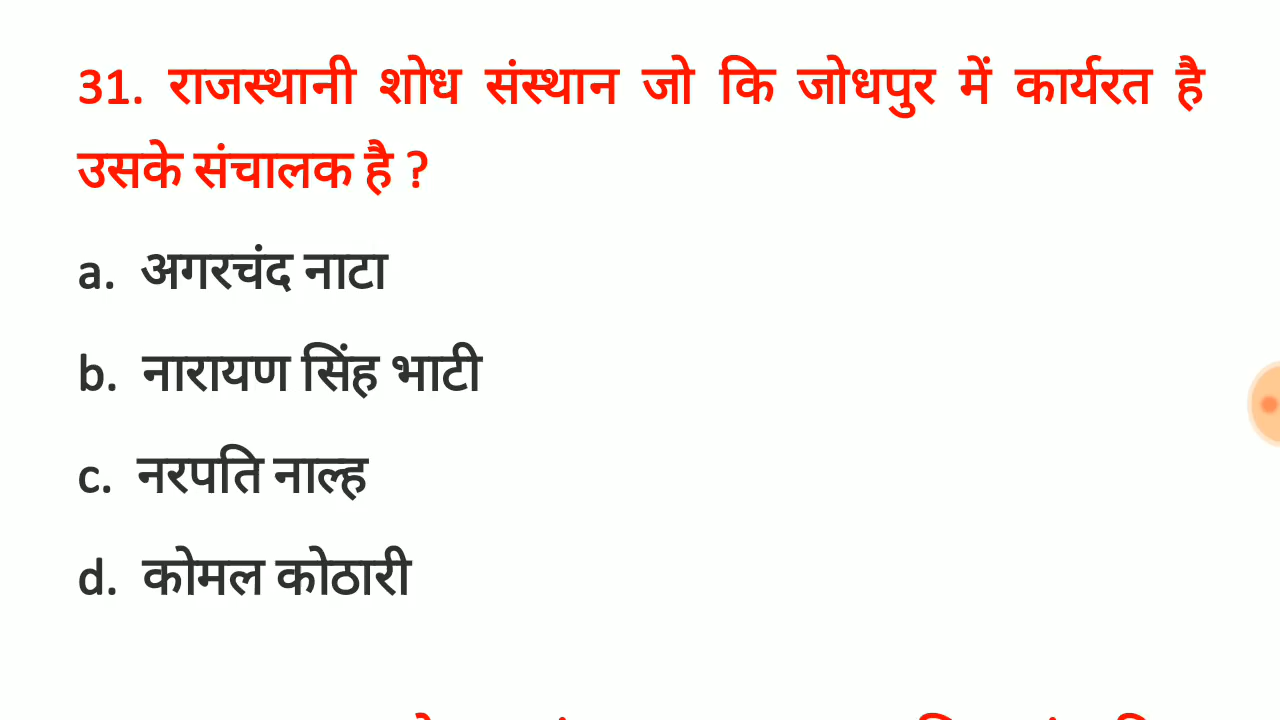 31. राजस्थानी शोध संस्थान जो कि जोधपुर में कार्यरत है
उसके संचालक है ?
a. अगरचंद नाटा
b. नारायण सिंह भाटी
c. नरपति नाल्ह
d. कोमल कोठारी